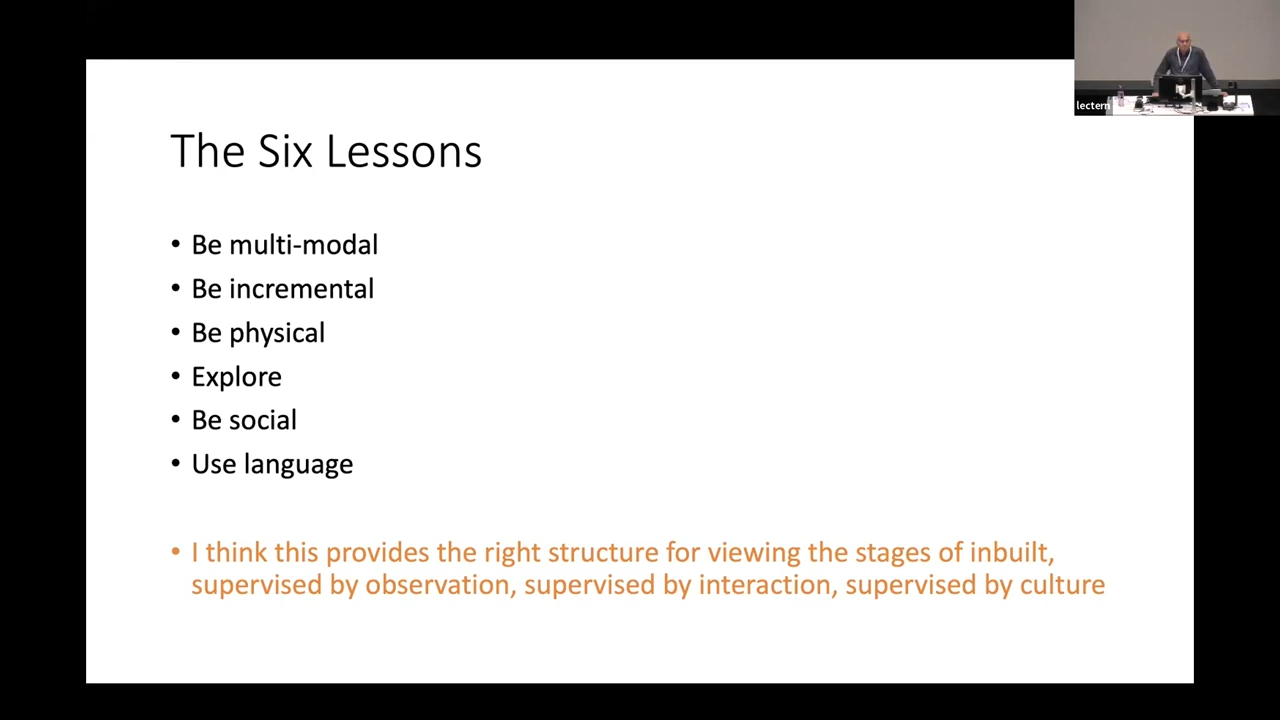 lectern
The Six Lessons
• Be multi-modal
• Be incremental
• Be physical
• Explore
• Be social
• Use language
• I think this provides the right structure for viewing the stages of inbuilt,
supervised by observation, supervised by interaction, supervised by culture